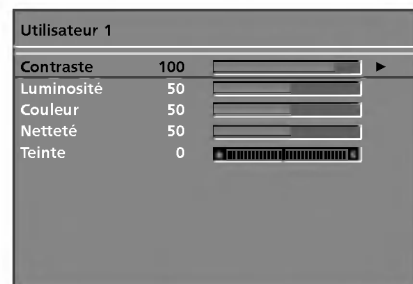 Utilisateur 1
Contraste 100
Luminosité 50
Couleur 50
Netteté 50
Teinte 0